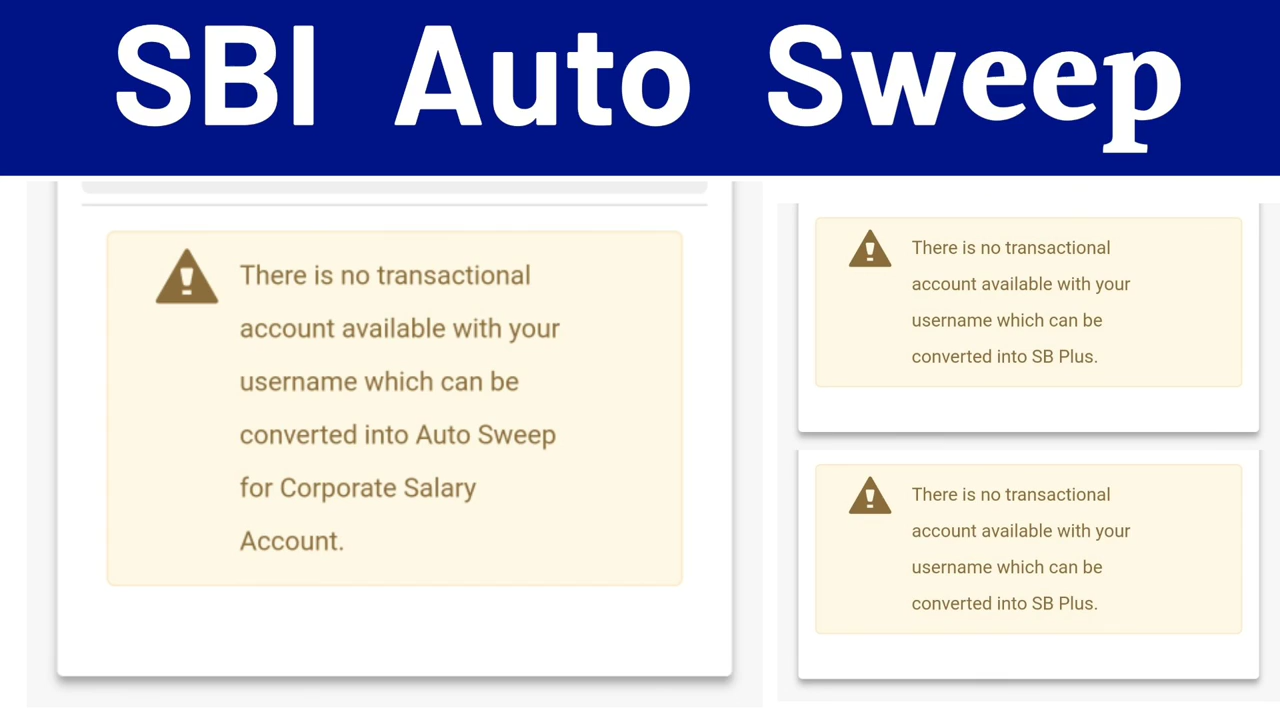 SBI Auto Sweep
There is no transactional
account available with your
username which can be
converted into Auto Sweep
for Corporate Salary
Account.
There is no transactional
account available with your
username which can be
converted into SB Plus.
There is no transactional
account available with your
username which can be
converted into SB Plus.